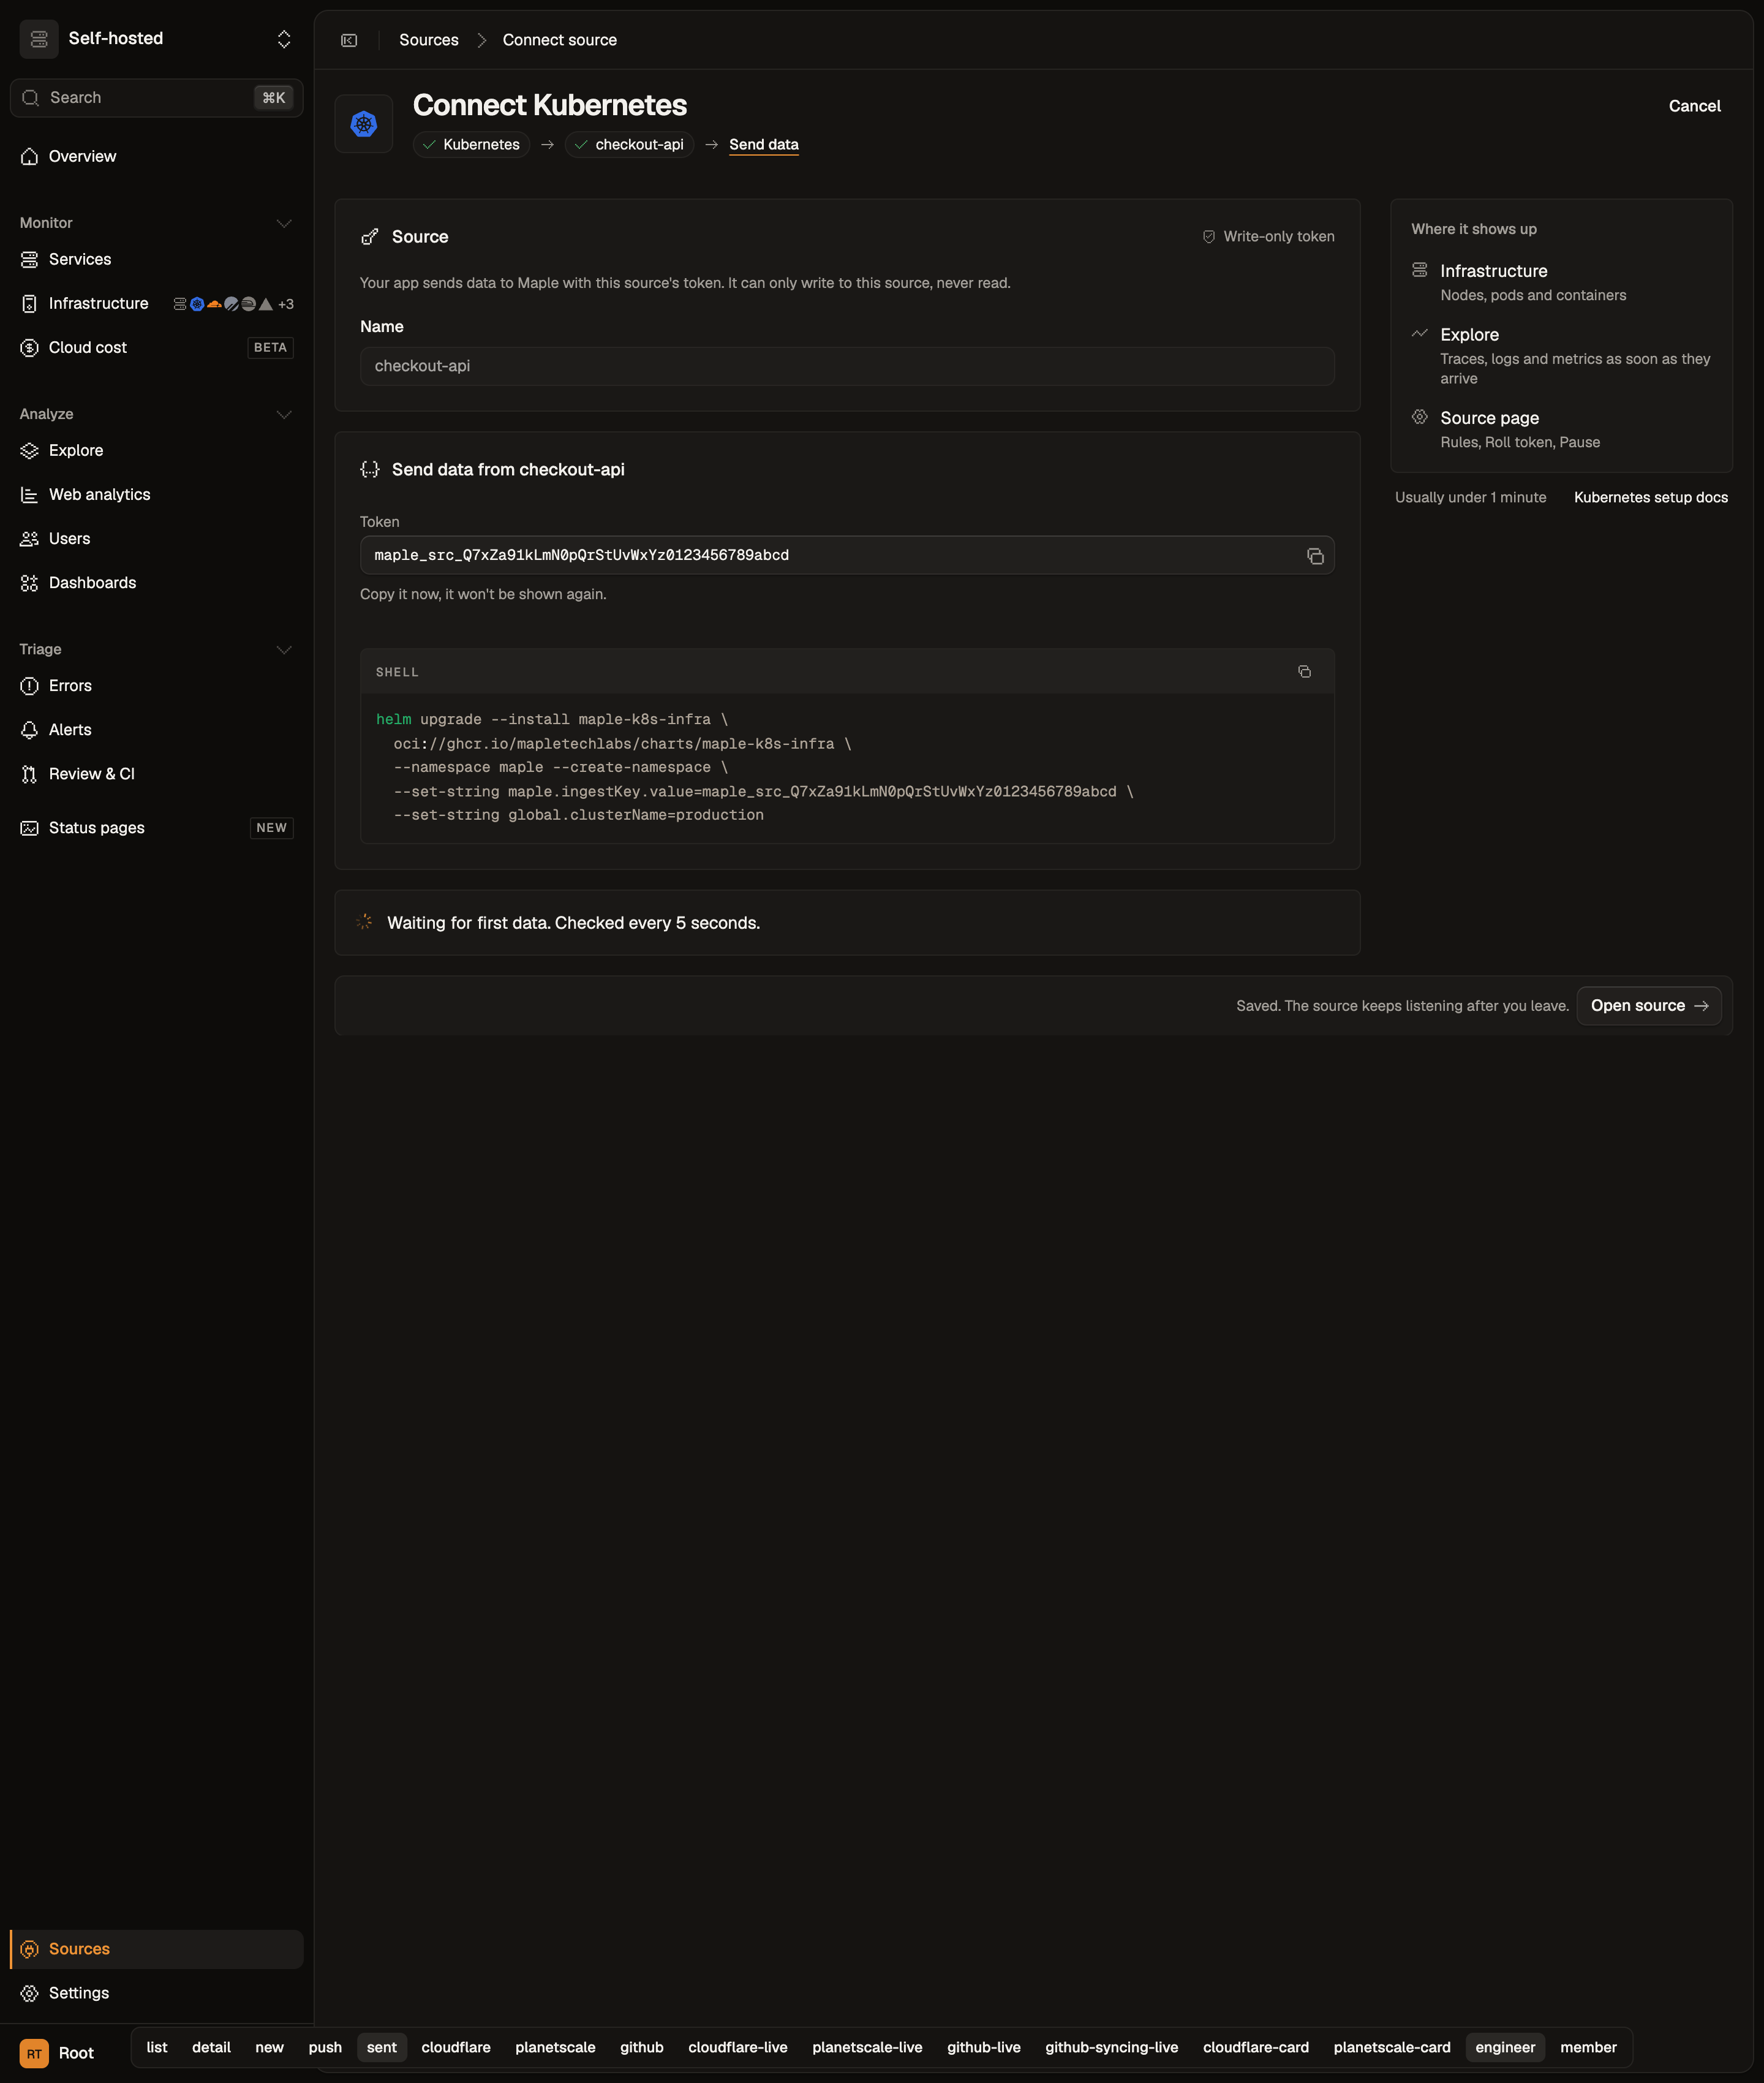 Self-hosted
Search ⌘K
Overview
Monitor
Services
Infrastructure +3
Cloud cost BETA
Analyze
Explore
Web analytics
Users
Dashboards
Triage
Errors
Alerts
Review & CI
Status pages NEW
Sources
Settings
RT Root
Sources Connect source
Connect Kubernetes
Cancel
Kubernetes → checkout-api → Send data
Source
Write-only token
Your app sends data to Maple with this source's token. It can only write to this source, never read.
Name
checkout-api
Send data from checkout-api
Token
maple_src_Q7xZa91kLmN0pQrStUvWxYz0123456789abcd
Copy it now, it won't be shown again.
SHELL
helm upgrade --install maple-k8s-infra \
oci://ghcr.io/mapletechlabs/charts/maple-k8s-infra \
--namespace maple --create-namespace \
--set-string maple.ingestKey.value=maple_src_Q7xZa91kLmN0pQrStUvWxYz0123456789abcd \
--set-string global.clusterName=production
Waiting for first data. Checked every 5 seconds.
Saved. The source keeps listening after you leave.
Open source →
Where it shows up
Infrastructure
Nodes, pods and containers
Explore
Traces, logs and metrics as soon as they
arrive
Source page
Rules, Roll token, Pause
Usually under 1 minute
Kubernetes setup docs
list detail new push sent cloudflare planetscale github cloudflare-live planetscale-live github-live github-syncing-live cloudflare-card planetscale-card engineer member